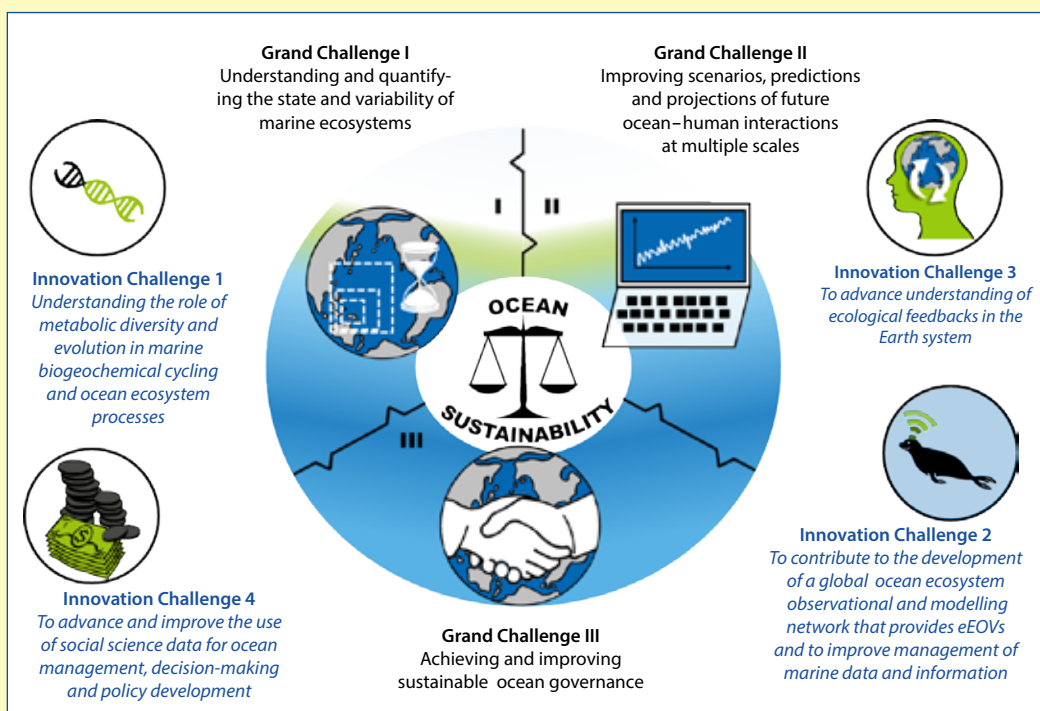 Grand Challenge I
Understanding and quantify-
ing the state and variability of
marine ecosystems
Grand Challenge II
Improving scenarios, predictions
and projections of future
ocean–human interactions
at multiple scales
Innovation Challenge 1
Understanding the role of
metabolic diversity and
evolution in marine
biogeochemical cycling
and ocean ecosystem
processes
I
II
OCEAN
SUSTAINABILITY
III
Innovation Challenge 3
To advance understanding of
ecological feedbacks in the
Earth system
$
Innovation Challenge 4
To advance and improve the use
of social science data for ocean
management, decision-making
and policy development
Grand Challenge III
Achieving and improving
sustainable ocean governance
Innovation Challenge 2
To contribute to the development
of a global ocean ecosystem
observational and modelling
network that provides eEOVs
and to improve management of
marine data and information